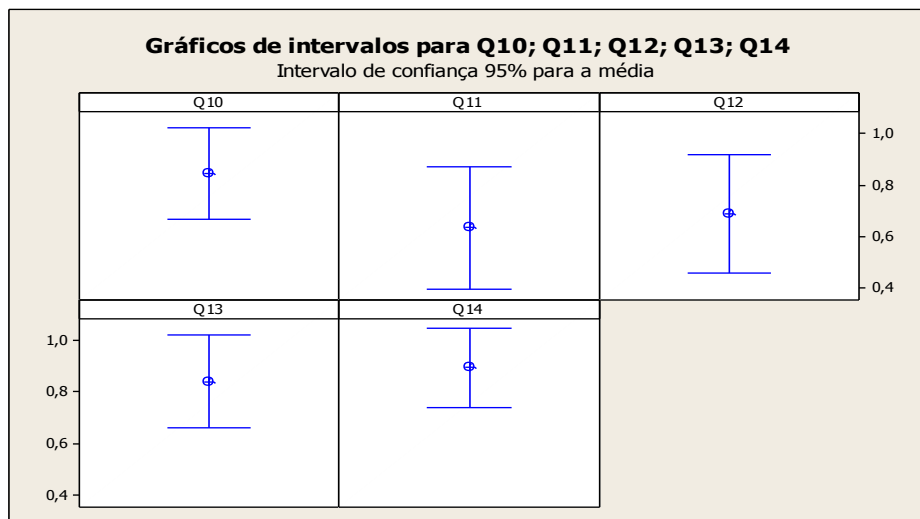 Gráficos de intervalos para Q10; Q11; Q12; Q13; Q14
Intervalo de confiança 95% para a média
Q10 Q11 Q12
1,0
0,8
0,6
0,4
Q13 Q14
1,0
0,8
0,6
0,4